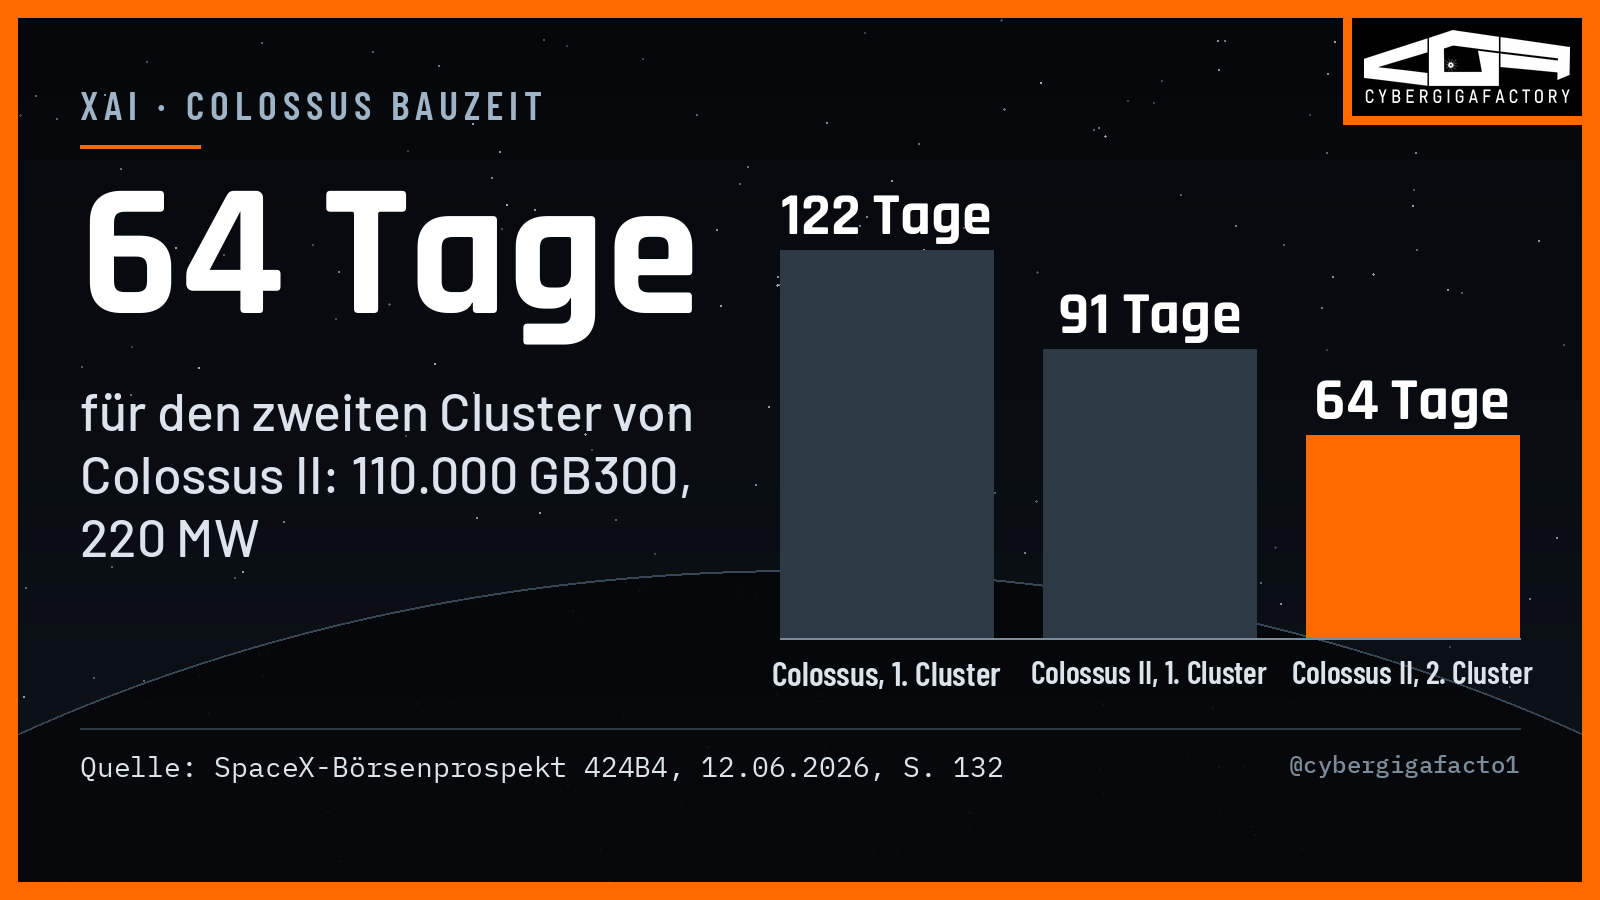 CYBERGIGAFACTORY
XAI · COLOSSUS BAUZEIT
64 Tage
für den zweiten Cluster von
Colossus II: 110.000 GB300,
220 MW
122 Tage
91 Tage
64 Tage
Colossus, 1. Cluster
Colossus II, 1. Cluster
Colossus II, 2. Cluster
Quelle: SpaceX-Börsenprospekt 424B4, 12.06.2026, S. 132
@cybergigafacto1